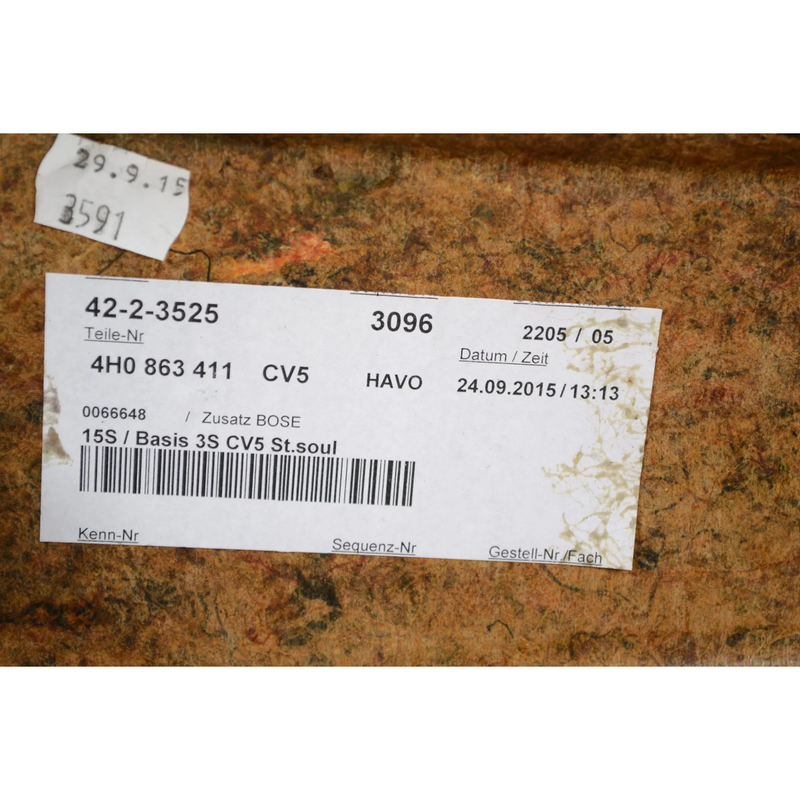 29.9.15
3591
42-2-3525 3096 2205 / 05
Teile-Nr Datum / Zeit
4H0 863 411 CV5 HAVO 24.09.2015/13:13
0066648 / Zusatz BOSE
15S / Basis 3S CV5 St.soul
Kenn-Nr Sequenz-Nr Gestell-Nr /Fach